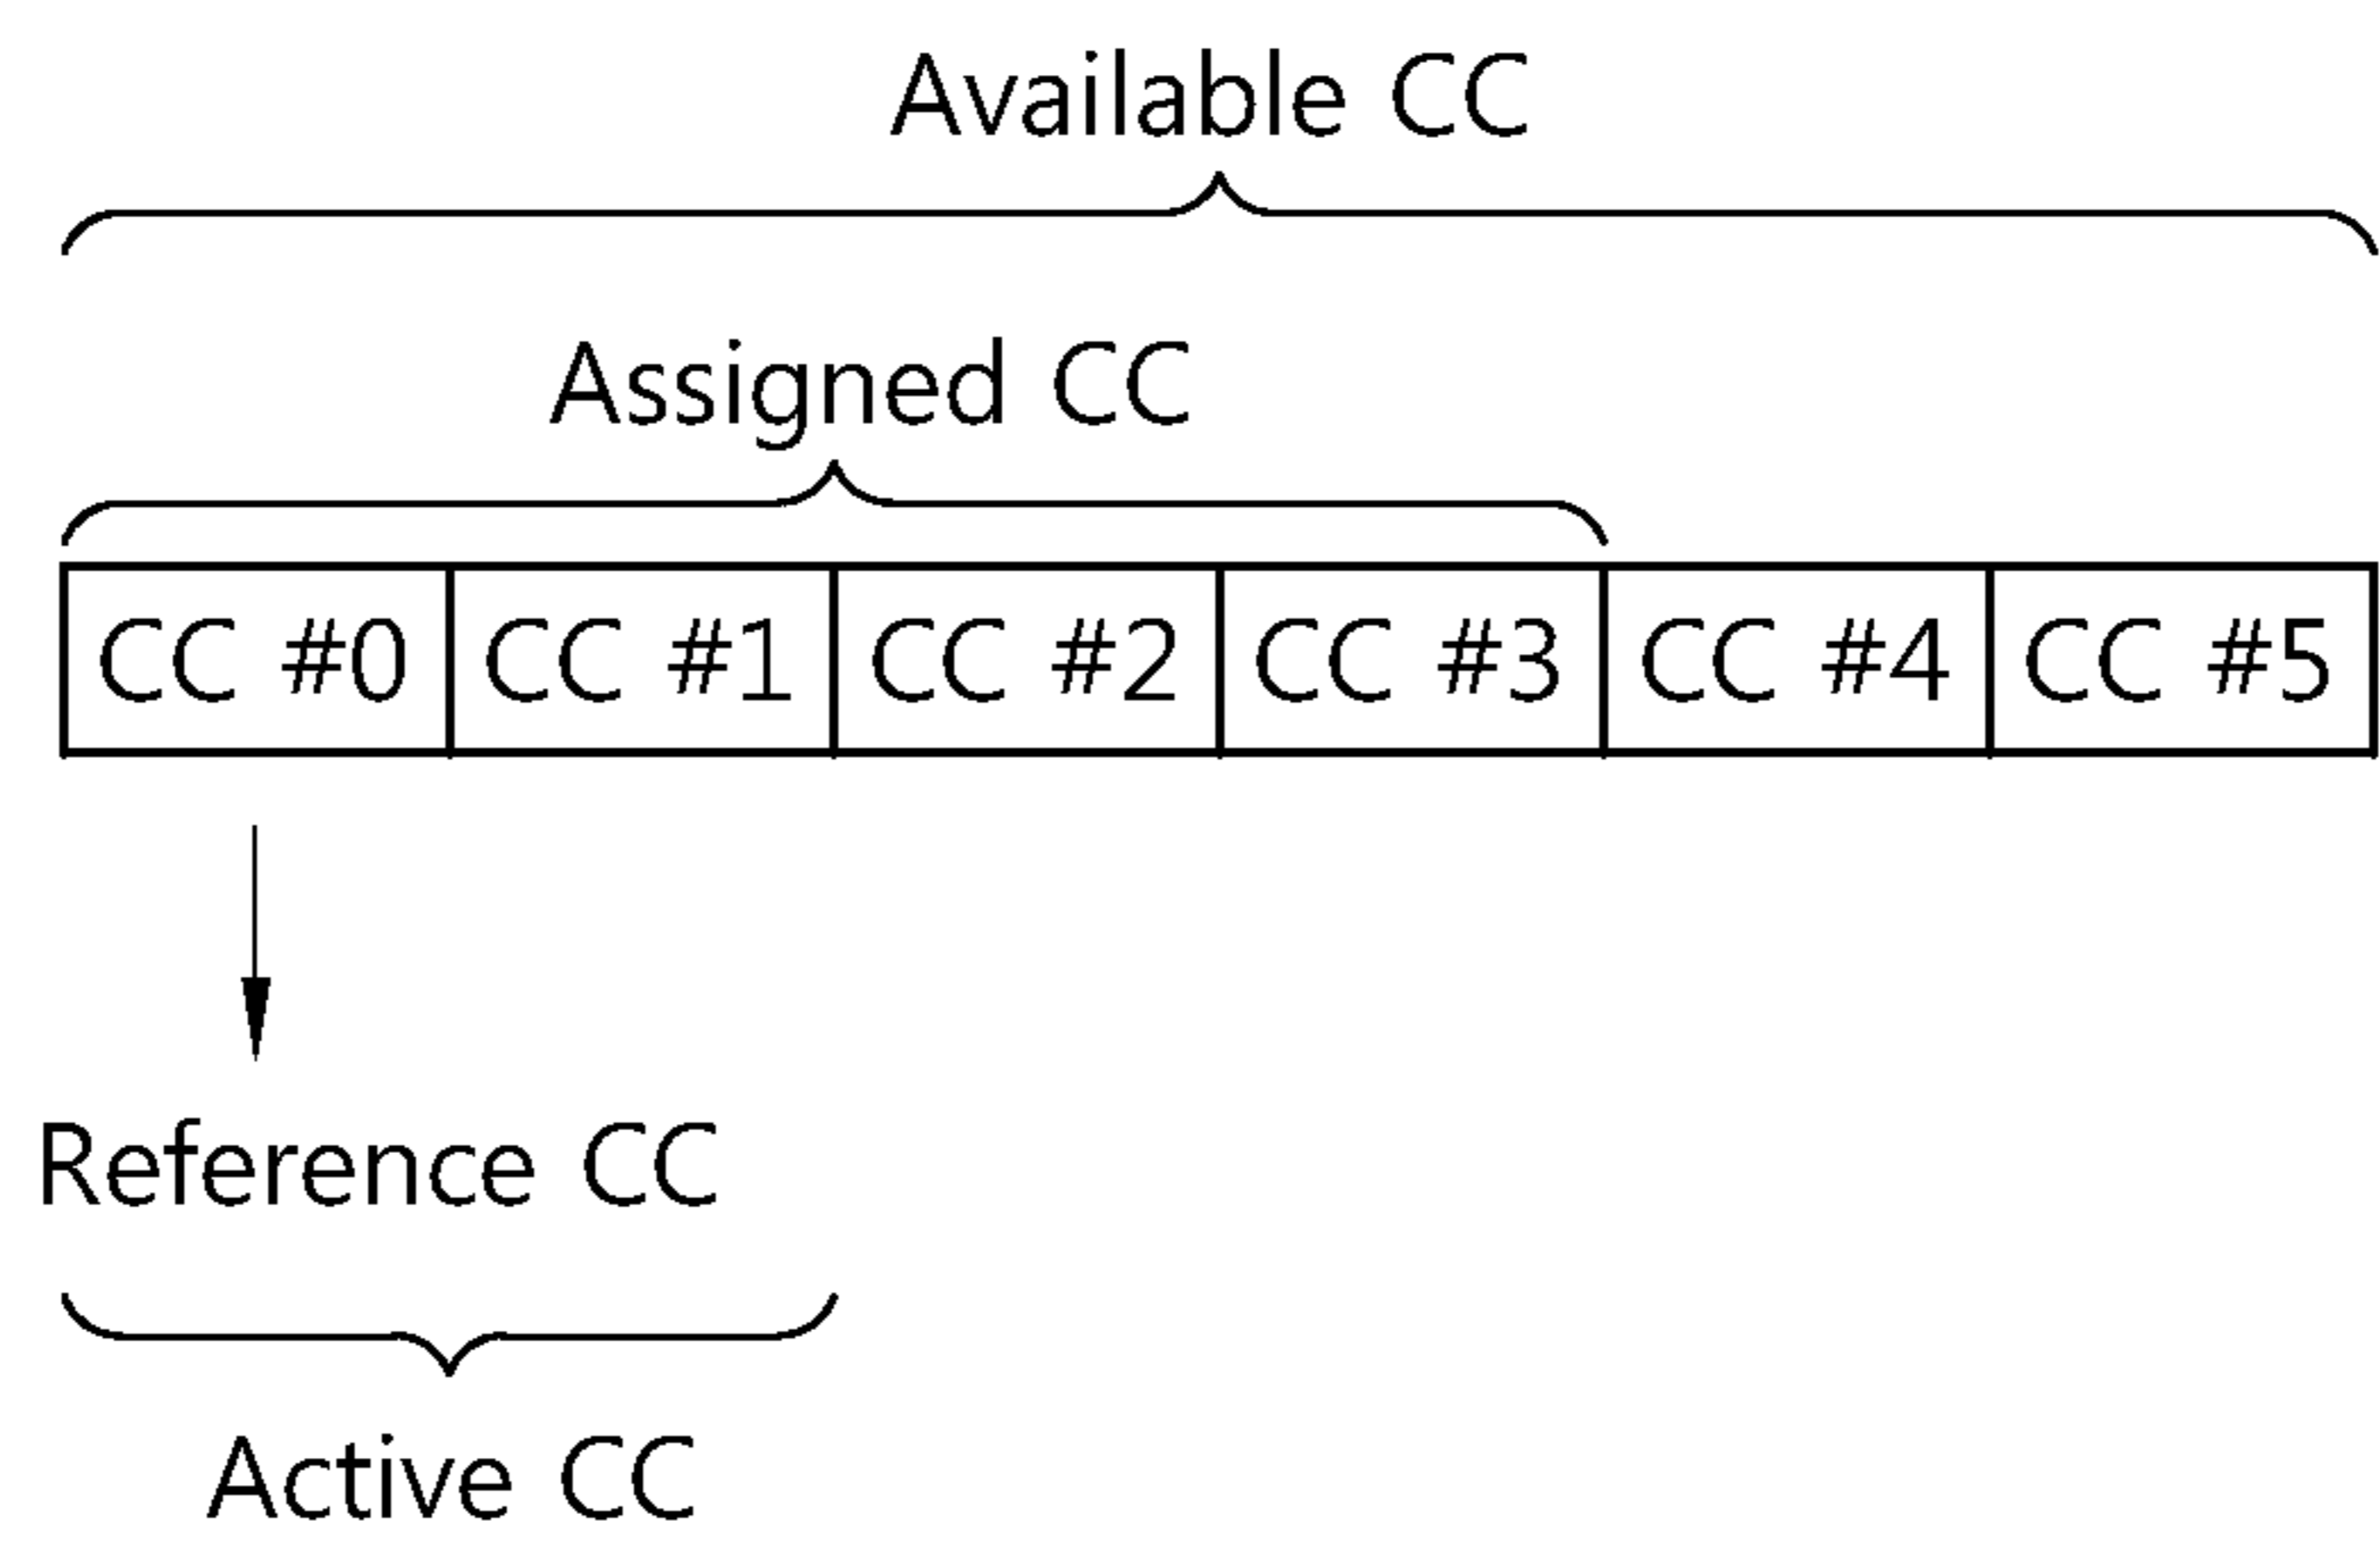 Available CC
Assigned CC
CC #0 CC #1 CC #2 CC #3 CC #4 CC #5
Reference CC
Active CC